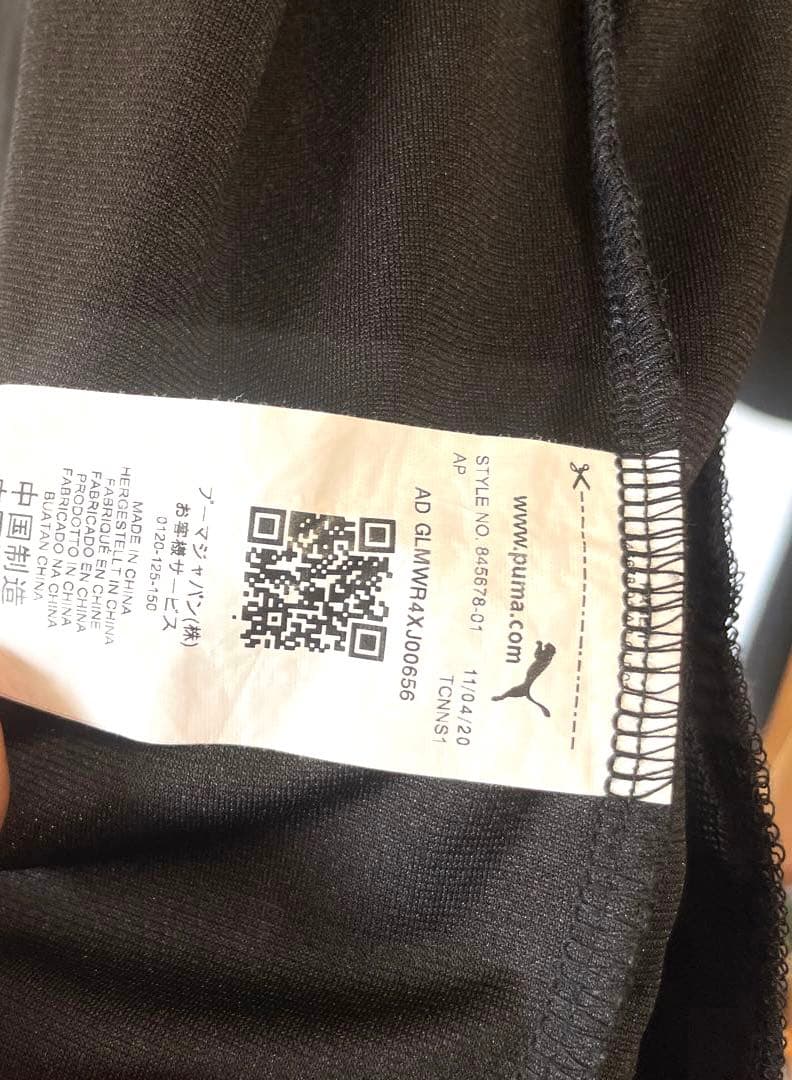 www.puma.com
STYLE NO. 845678-01 11/04/20
AP TCNNS1
AD GLMWR4XJ00656
プーマジャパン(株)
お客様サービス
0120-125-150
MADE IN CHINA
HERGESTELLT IN CHINA
FABRIQUÉ EN CHINE
FABRICADO EN CHINA
PRODOTTO IN CHINA
FABRICADO NA CHINA
BUATAN CHINA
中国制造